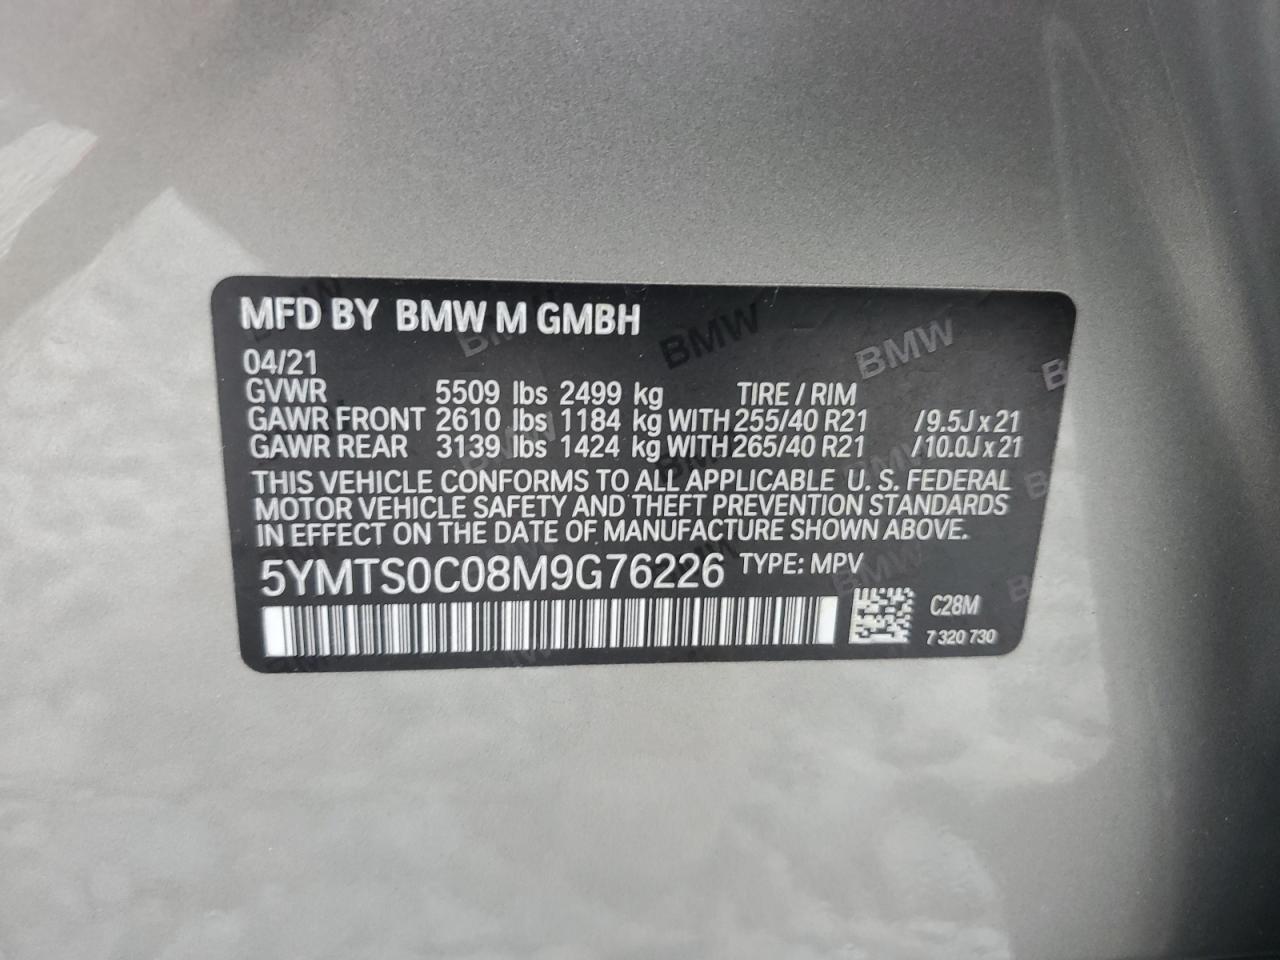 MFD BY BMW M GMBH
04/21
GVWR 5509 lbs 2499 kg TIRE / RIM
GAWR FRONT 2610 lbs 1184 kg WITH 255/40 R21 /9.5J x 21
GAWR REAR 3139 lbs 1424 kg WITH 265/40 R21 /10.0J x 21
THIS VEHICLE CONFORMS TO ALL APPLICABLE U. S. FEDERAL
MOTOR VEHICLE SAFETY AND THEFT PREVENTION STANDARDS
IN EFFECT ON THE DATE OF MANUFACTURE SHOWN ABOVE.
5YMTS0C08M9G76226 TYPE: MPV
C28M
7 320 730